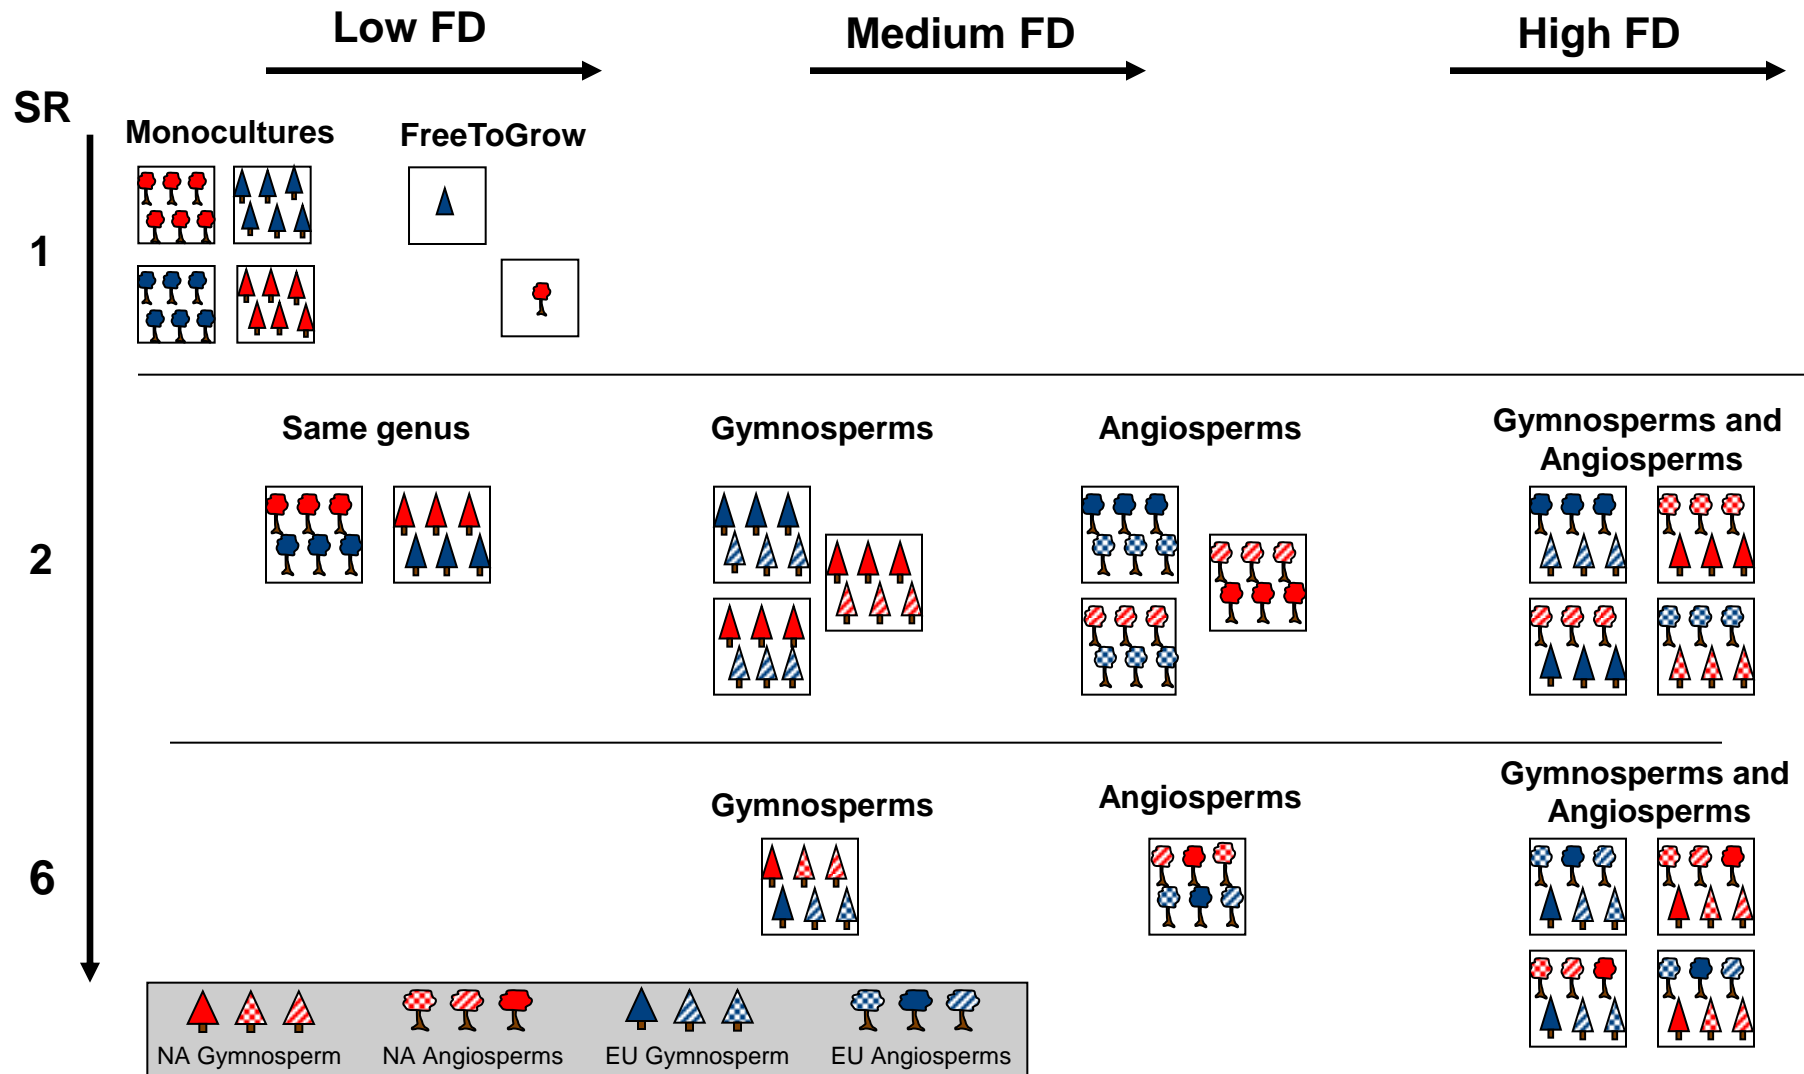 Low FD
Medium FD
High FD
SR
Monocultures
FreeToGrow
1
Same genus
Gymnosperms
Angiosperms
Gymnosperms and
Angiosperms
2
Gymnosperms
Angiosperms
Gymnosperms and
Angiosperms
6
NA Gymnosperm
NA Angiosperms
EU Gymnosperm
EU Angiosperms